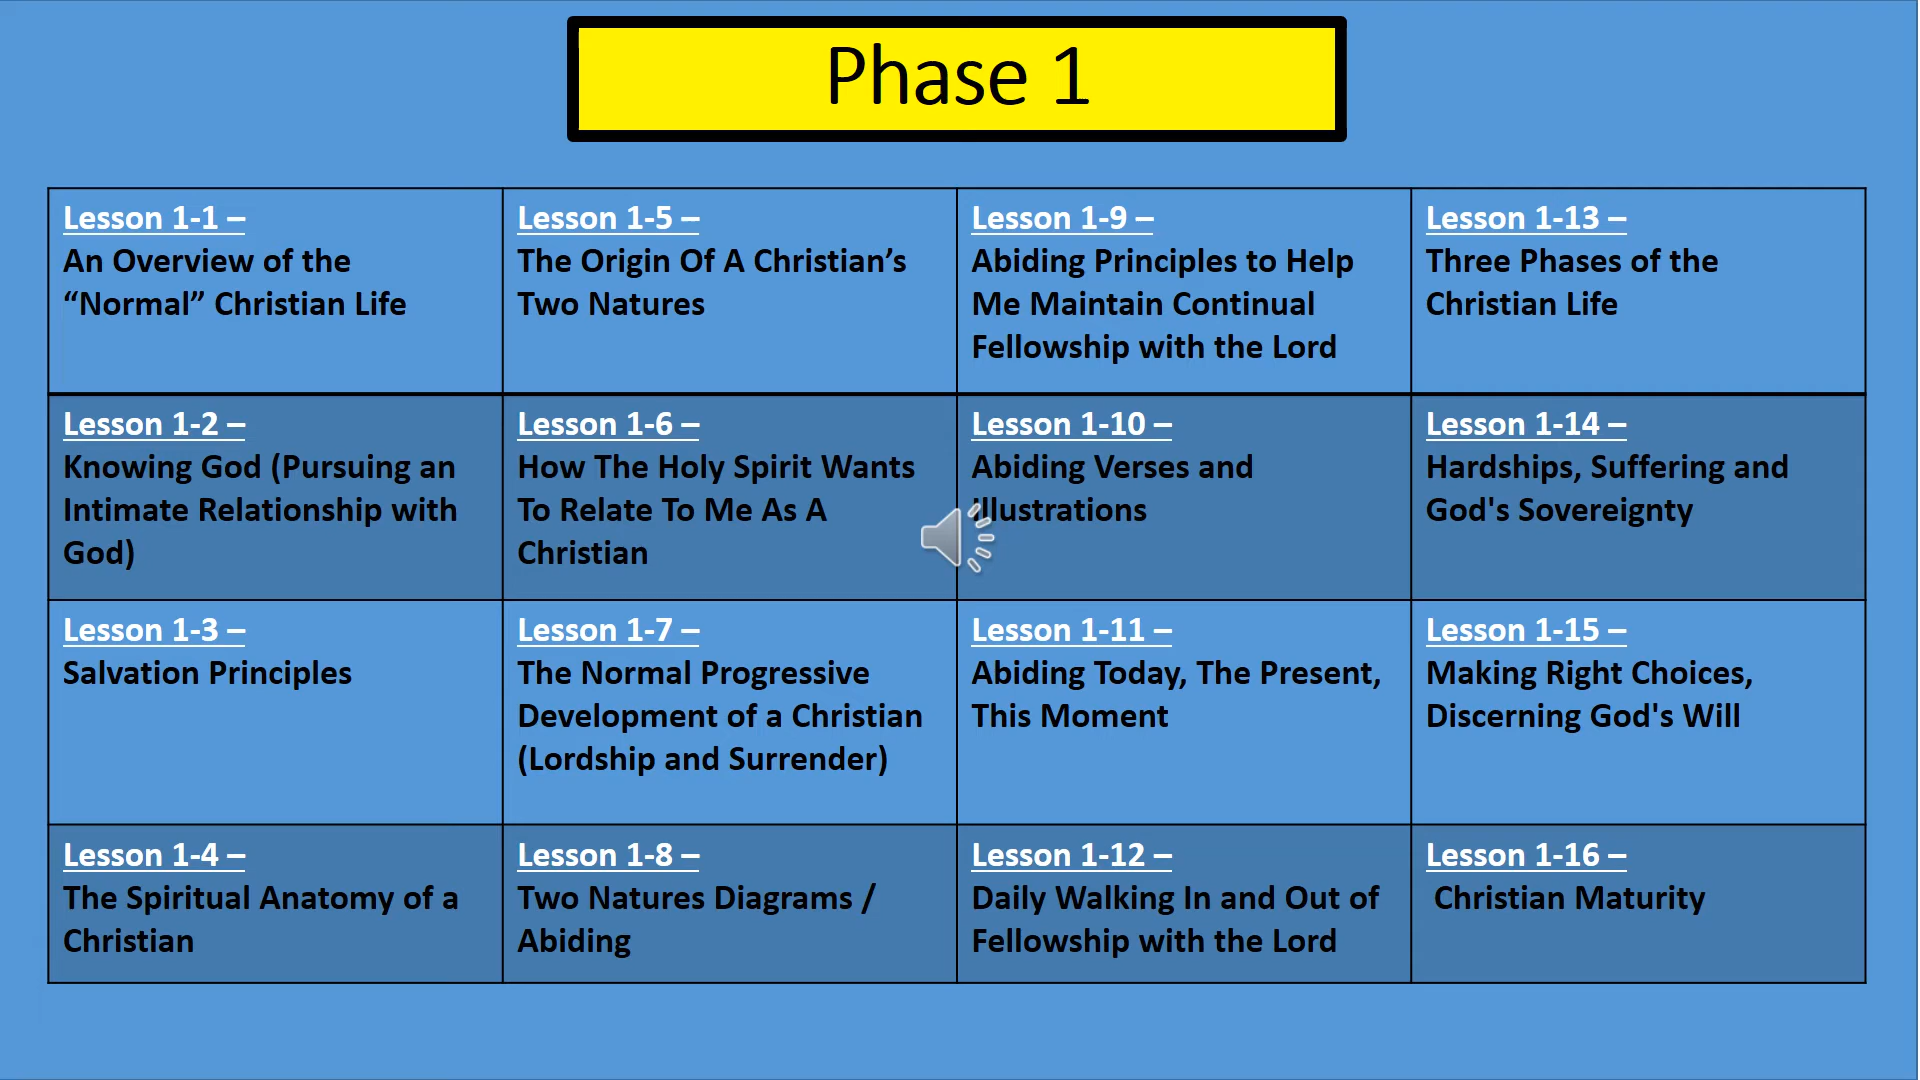 Phase 1
Lesson 1-1 –
An Overview of the
“Normal” Christian Life
Lesson 1-5 –
The Origin Of A Christian’s
Two Natures
Lesson 1-9 –
Abiding Principles to Help
Me Maintain Continual
Fellowship with the Lord
Lesson 1-13 –
Three Phases of the
Christian Life
Lesson 1-2 –
Knowing God (Pursuing an
Intimate Relationship with
God)
Lesson 1-6 –
How The Holy Spirit Wants
To Relate To Me As A
Christian
Lesson 1-10 –
Abiding Verses and
Illustrations
Lesson 1-14 –
Hardships, Suffering and
God's Sovereignty
Lesson 1-3 –
Salvation Principles
Lesson 1-7 –
The Normal Progressive
Development of a Christian
(Lordship and Surrender)
Lesson 1-11 –
Abiding Today, The Present,
This Moment
Lesson 1-15 –
Making Right Choices,
Discerning God's Will
Lesson 1-4 –
The Spiritual Anatomy of a
Christian
Lesson 1-8 –
Two Natures Diagrams /
Abiding
Lesson 1-12 –
Daily Walking In and Out of
Fellowship with the Lord
Lesson 1-16 –
Christian Maturity